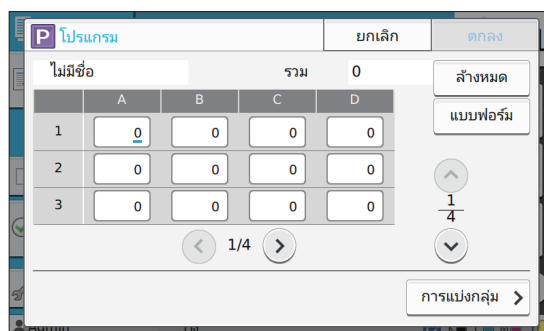 P โปรแกรม ยกเลิก ตกลง
ไม่มีชื่อ รวม 0 ล้างหมด
A B C D แบบฟอร์ม
1 0 0 0 0
2 0 0 0 0
3 0 0 0 0
1/4 1/4
การแบ่งกลุ่ม
Admin